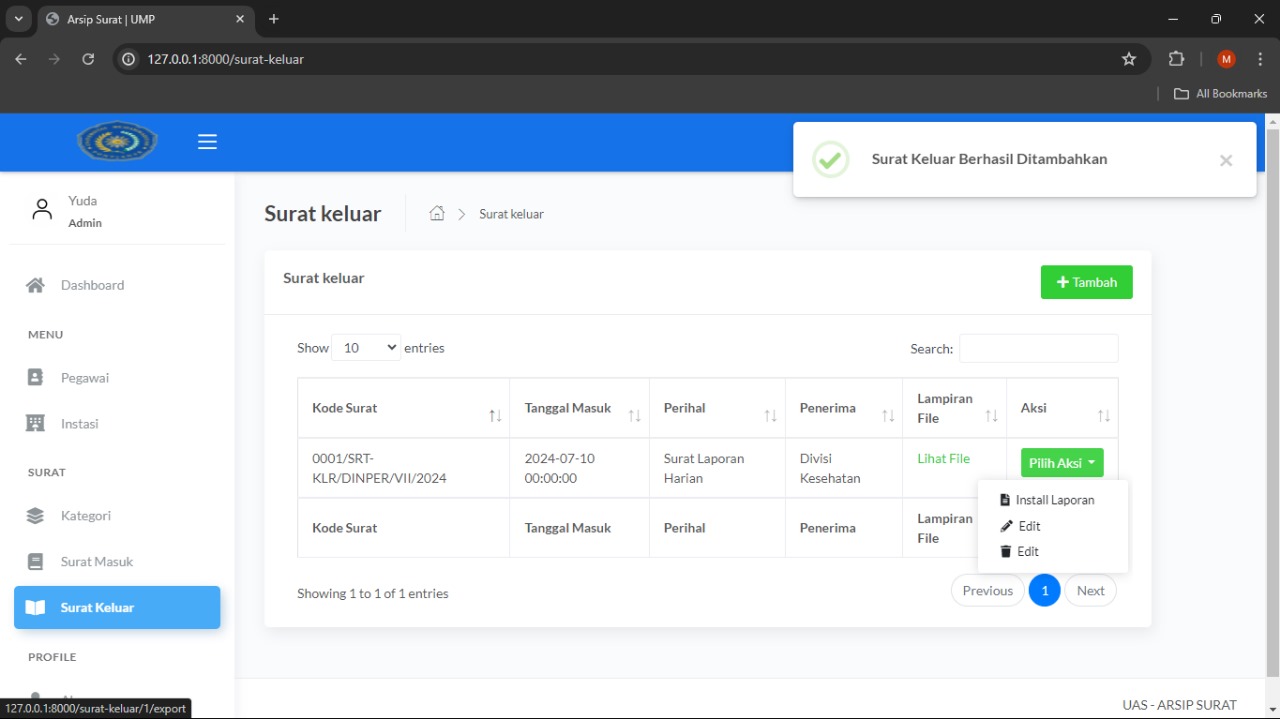 Arsip Surat | UMP
127.0.0.1:8000/surat-keluar
M
All Bookmarks
Surat Keluar Berhasil Ditambahkan
Yuda
Admin
Surat keluar
Surat keluar
Dashboard
MENU
Pegawai
Instasi
SURAT
Kategori
Surat Masuk
Surat Keluar
PROFILE
Surat keluar
Tambah
Show 10 entries
Search:
Kode Surat Tanggal Masuk Perihal Penerima Lampiran File Aksi
0001/SRT-KLR/DINPER/VII/2024 2024-07-10 00:00:00 Surat Laporan Harian Divisi Kesehatan Lihat File Pilih Aksi
Install Laporan
Edit
Edit
Kode Surat Tanggal Masuk Perihal Penerima Lampiran File
Showing 1 to 1 of 1 entries
Previous 1 Next
127.0.0.1:8000/surat-keluar/1/export
UAS - ARSIP SURAT